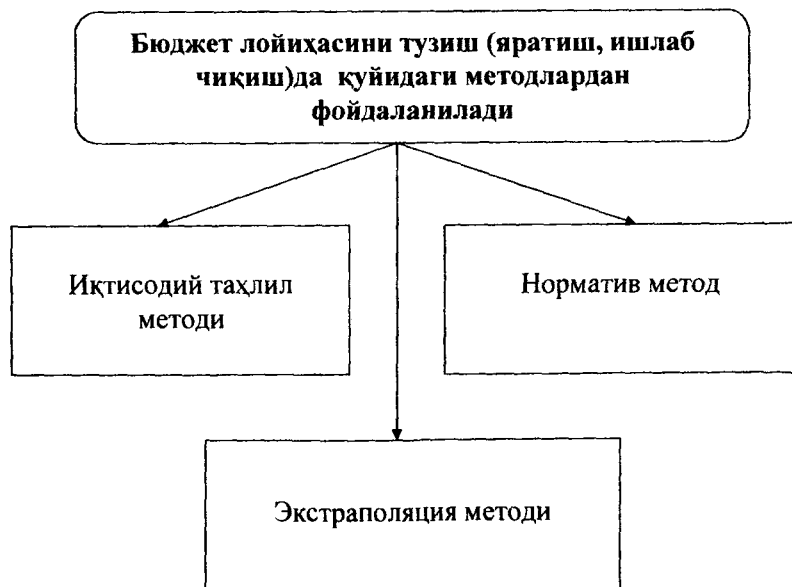 Бюджет лойиҳасини тузиш (яратиш, ишлаб
чиқиш)да қуйидаги методлардан
фойдаланилади
Иқтисодий таҳлил
методи
Норматив метод
Экстраполяция методи